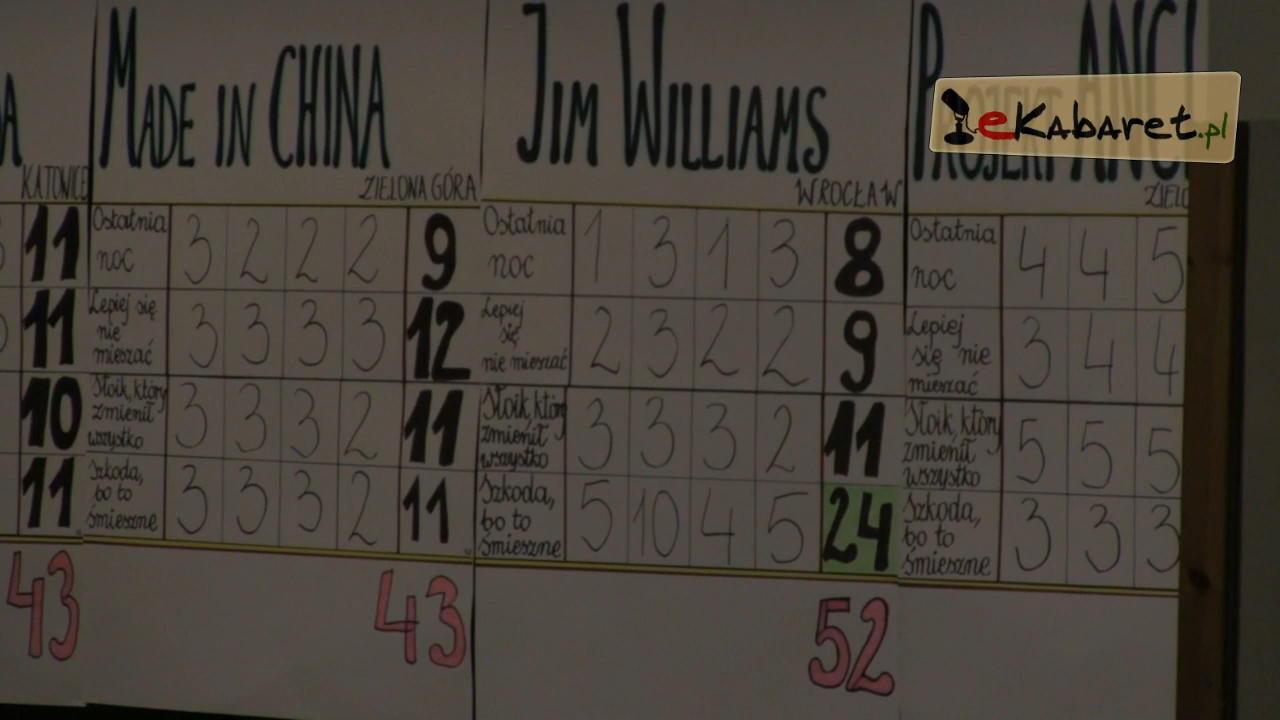 MADE IN CHINA
JIM WILLIAMS
eKabaret.pl
KATOWICE
ZIELONA GÓRA
WROCŁAW
11
Ostatnia
noc
3 2 2 2 9
Ostatnia
noc
1 3 1 3 8
Ostatnia
noc
4 4 5
11
Lepiej się
nie
mieszać
3 3 3 3 12
Lepiej
się
nie mieszać
2 3 2 2 9
Lepiej
się nie
mieszać
3 4 4
10
Słoik, który
zmienił
wszystko
3 3 3 2 11
Słoik, który
zmienił
wszystko
3 3 3 2 11
Słoik, który
zmienił
wszystko
5 5 5
11
Szkoda,
bo to
śmieszne
3 3 3 2 11
Szkoda,
bo to
śmieszne
5 10 4 5 24
Szkoda,
bo to
śmieszne
3 3 3
43
43
52